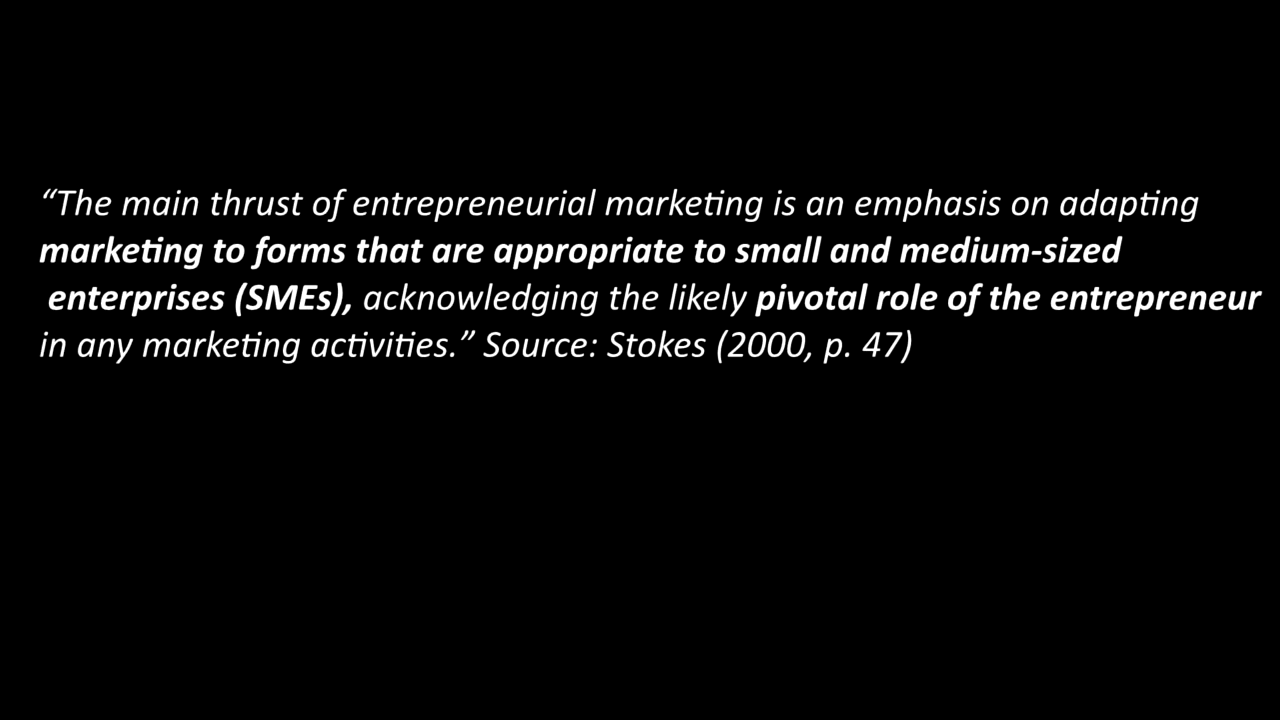 “The main thrust of entrepreneurial marketing is an emphasis on adapting
marketing to forms that are appropriate to small and medium-sized
enterprises (SMEs), acknowledging the likely pivotal role of the entrepreneur
in any marketing activities.” Source: Stokes (2000, p. 47)